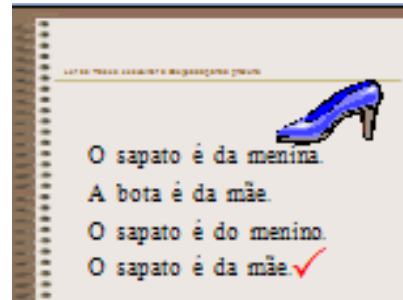 O sapato é da menina.
A bota é da mãe.
O sapato é do menino.
O sapato é da mãe.